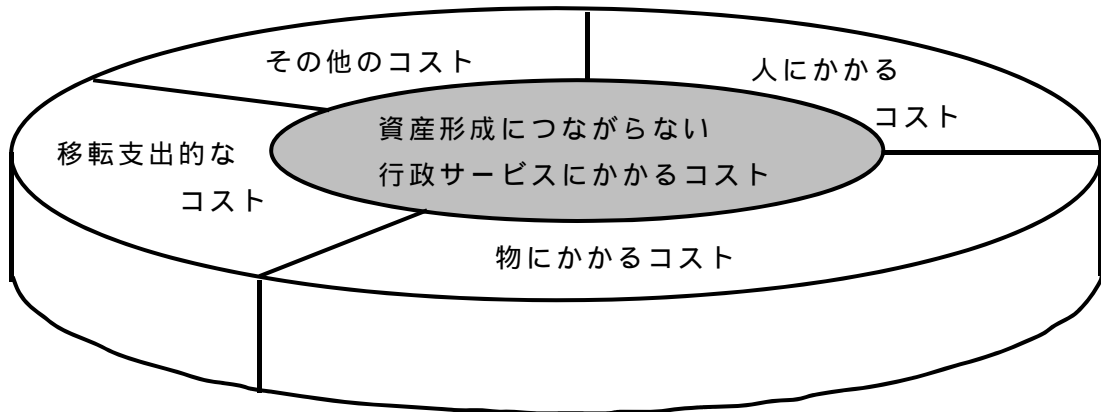 その他のコスト
人にかかる
コスト
資産形成につながらない
行政サービスにかかるコスト
移転支出的な
コスト
物にかかるコスト